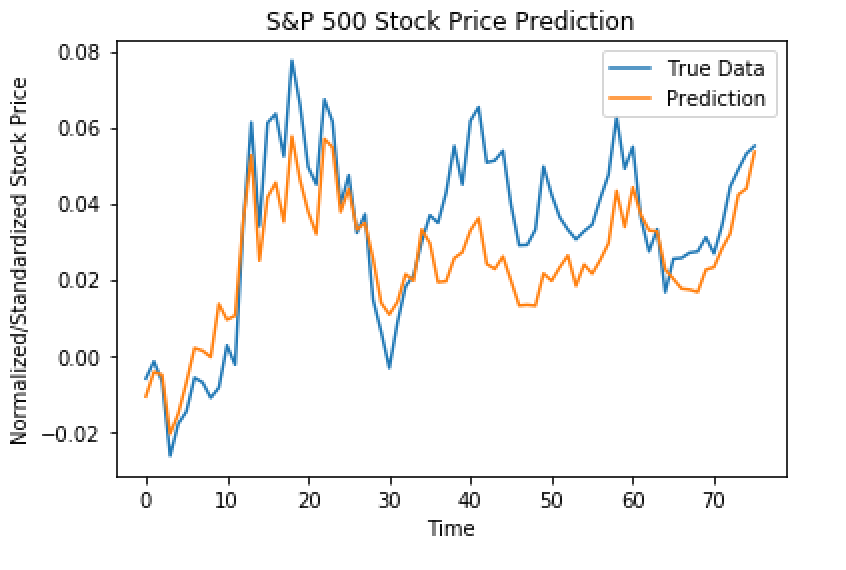 S&P 500 Stock Price Prediction
Normalized/Standardized Stock Price
0.08
0.06
0.04
0.02
0.00
−0.02
True Data
Prediction
0 10 20 30 40 50 60 70
Time